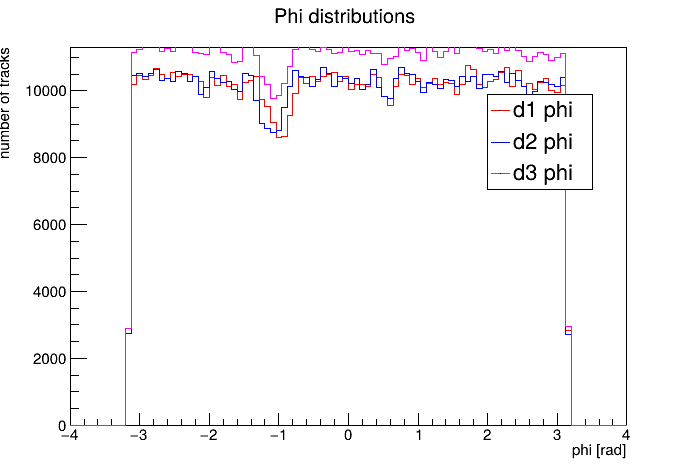 Phi distributions
number of tracks
10000
8000
6000
4000
2000
0
d1 phi
d2 phi
d3 phi
−4 −3 −2 −1 0 1 2 3 4
phi [rad]